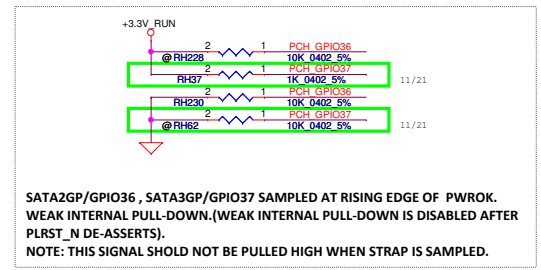 +3.3V_RUN
2 1 PCH_GPIO36
@ RH228 10K_0402_5%
2 1 PCH_GPIO37
RH37 1K_0402_5% 11/21
2 1 PCH_GPIO36
RH230 10K_0402_5%
2 1 PCH_GPIO37
@ RH62 10K_0402_5% 11/21
SATA2GP/GPIO36 , SATA3GP/GPIO37 SAMPLED AT RISING EDGE OF PWROK.
WEAK INTERNAL PULL-DOWN.(WEAK INTERNAL PULL-DOWN IS DISABLED AFTER
PLRST_N DE-ASSERTS).
NOTE: THIS SIGNAL SHOLD NOT BE PULLED HIGH WHEN STRAP IS SAMPLED.